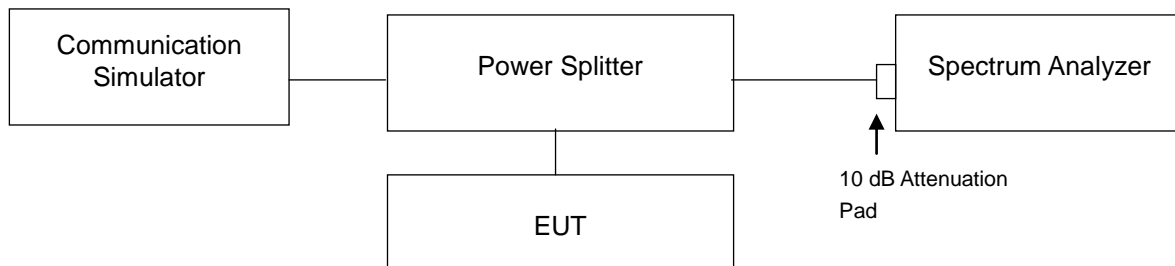 Communication
Simulator
Power Splitter
Spectrum Analyzer
10 dB Attenuation
Pad
EUT